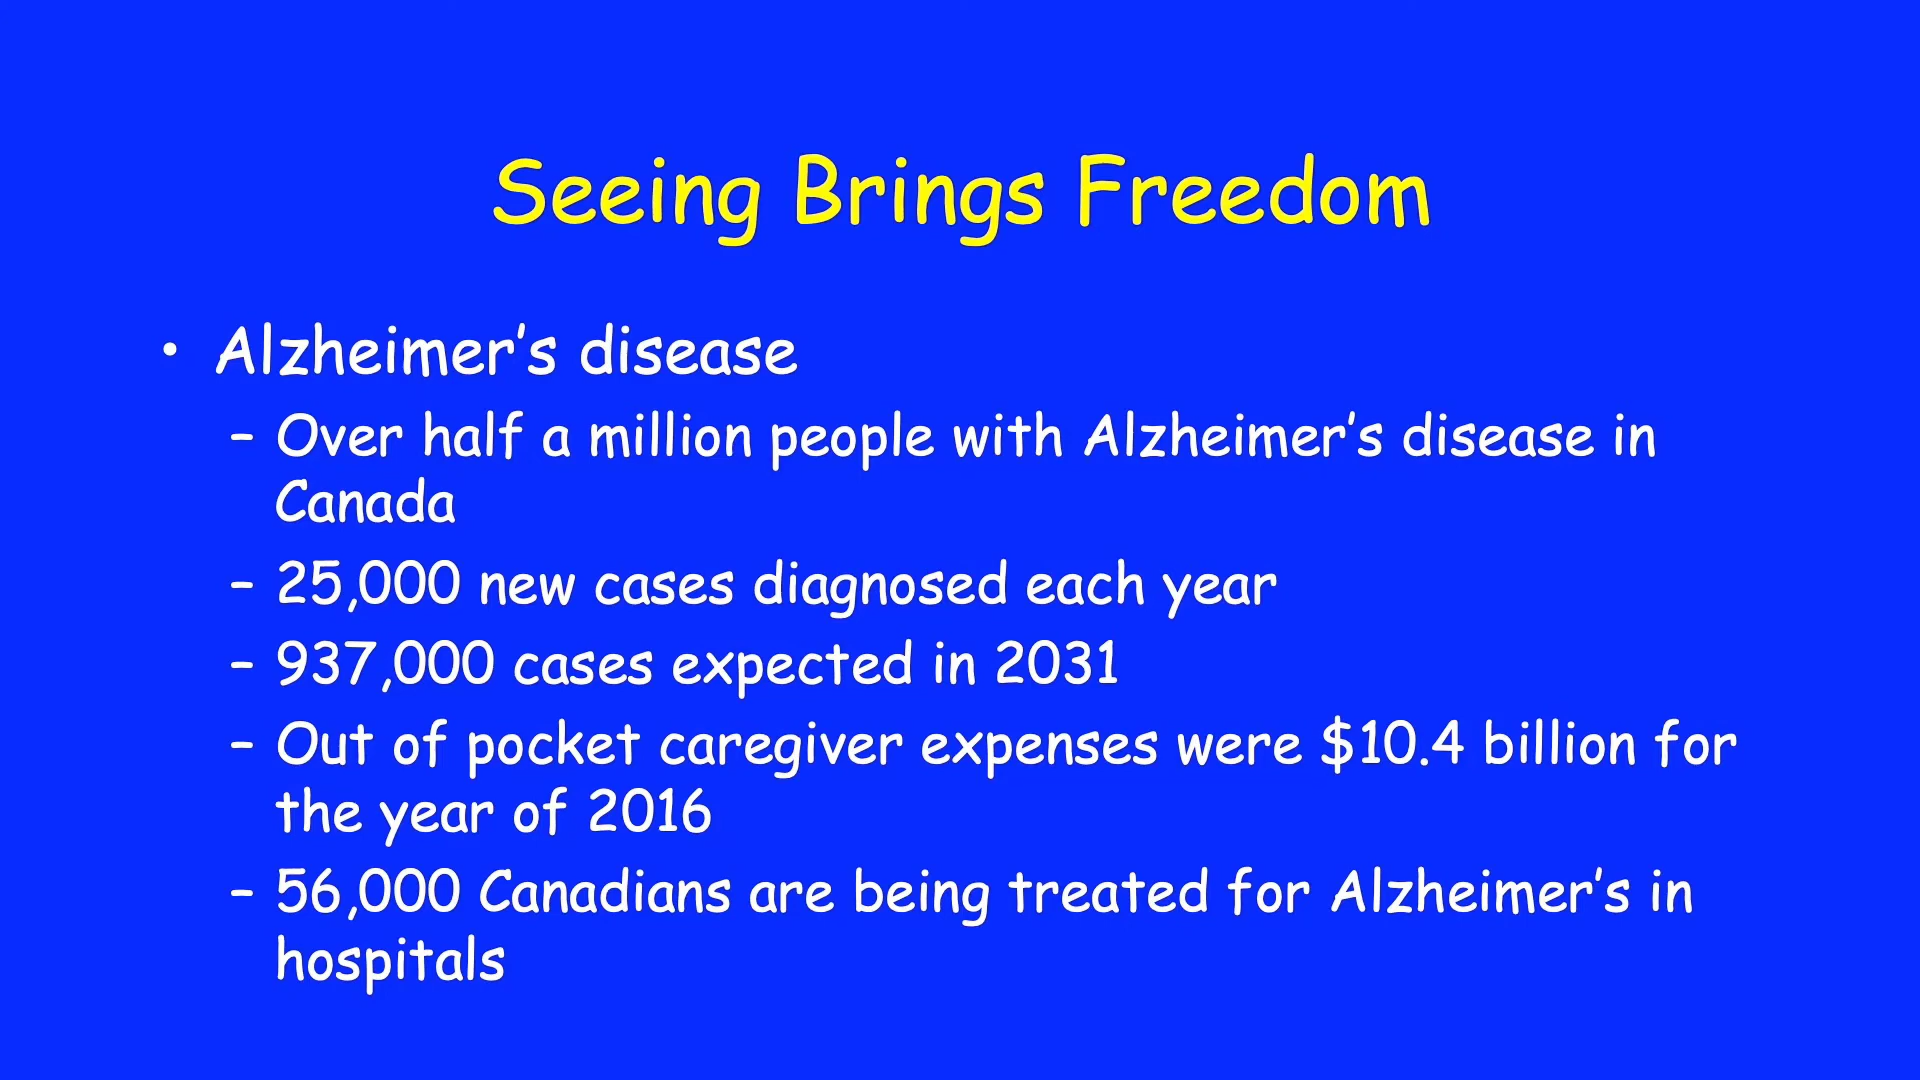 Seeing Brings Freedom
• Alzheimer’s disease
– Over half a million people with Alzheimer’s disease in
Canada
– 25,000 new cases diagnosed each year
– 937,000 cases expected in 2031
– Out of pocket caregiver expenses were $10.4 billion for
the year of 2016
– 56,000 Canadians are being treated for Alzheimer’s in
hospitals